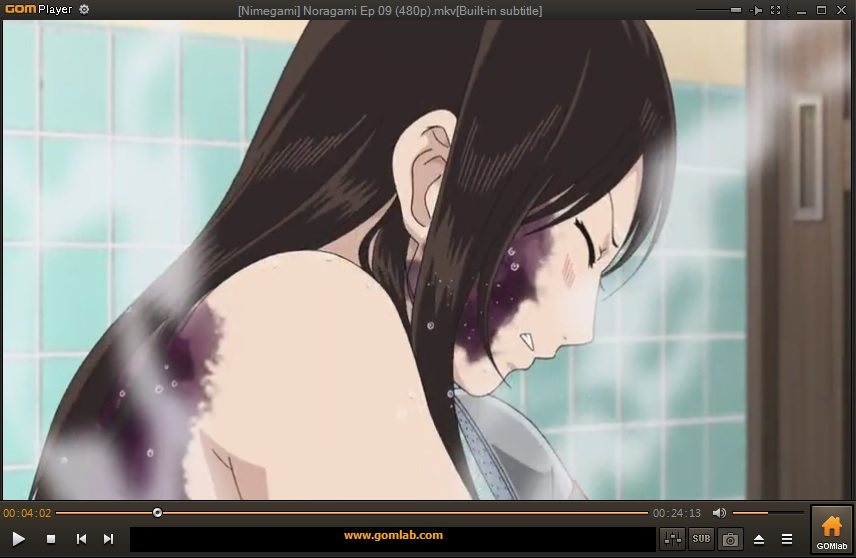 GOM Player [Nimegami] Noragami Ep 09 (480p).mkv[Built-in subtitle]
00:04:02 00:24:13
www.gomlab.com SUB GOMlab